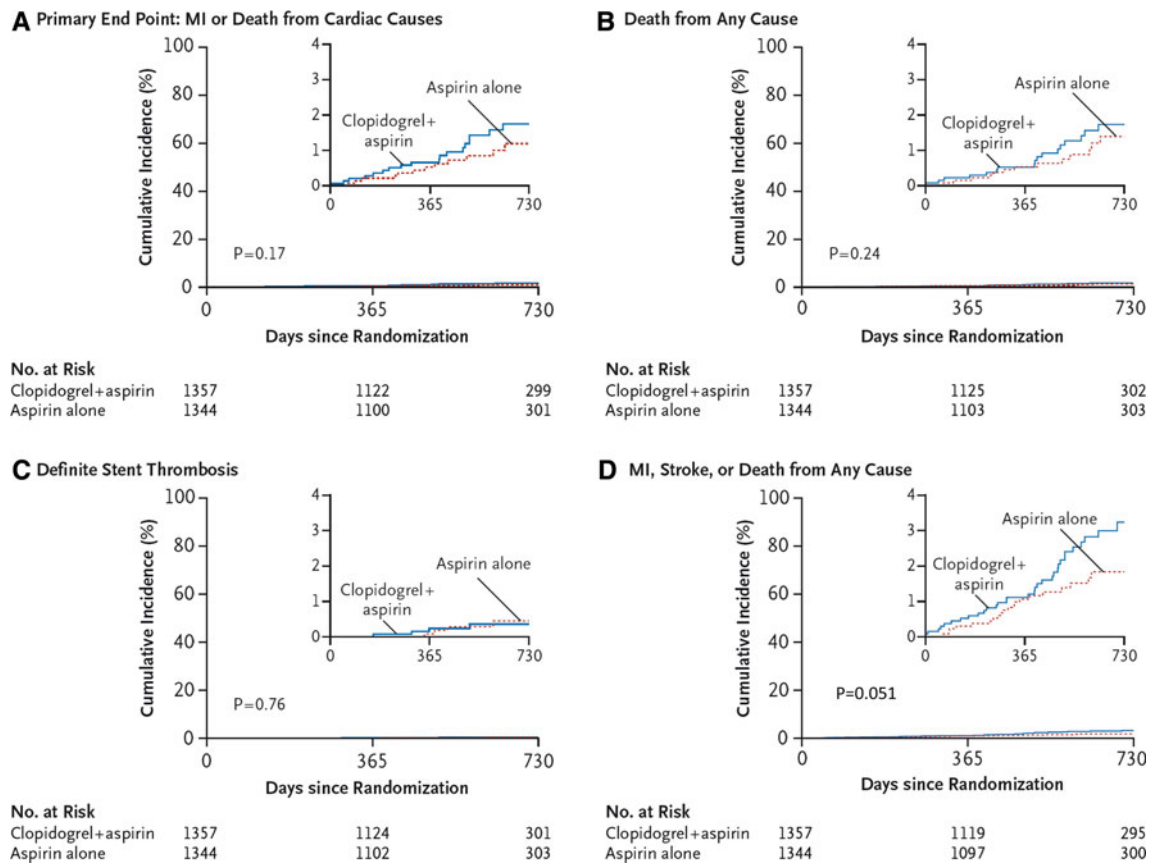 A Primary End Point: MI or Death from Cardiac Causes
Cumulative Incidence (%)
100
80
60
40
20
0
4
3
2
1
0
Aspirin alone
Clopidogrel+
aspirin
0 365 730
P=0.17
0 365 730
Days since Randomization
No. at Risk
Clopidogrel+aspirin 1357 1122 299
Aspirin alone 1344 1100 301
B Death from Any Cause
Cumulative Incidence (%)
100
80
60
40
20
0
4
3
2
1
0
Aspirin alone
Clopidogrel+
aspirin
0 365 730
P=0.24
0 365 730
Days since Randomization
No. at Risk
Clopidogrel+aspirin 1357 1125 302
Aspirin alone 1344 1103 303
C Definite Stent Thrombosis
Cumulative Incidence (%)
100
80
60
40
20
0
4
3
2
1
0
Aspirin alone
Clopidogrel+
aspirin
0 365 730
P=0.76
0 365 730
Days since Randomization
No. at Risk
Clopidogrel+aspirin 1357 1124 301
Aspirin alone 1344 1102 303
D MI, Stroke, or Death from Any Cause
Cumulative Incidence (%)
100
80
60
40
20
0
4
3
2
1
0
Aspirin alone
Clopidogrel+
aspirin
0 365 730
P=0.051
0 365 730
Days since Randomization
No. at Risk
Clopidogrel+aspirin 1357 1119 295
Aspirin alone 1344 1097 300